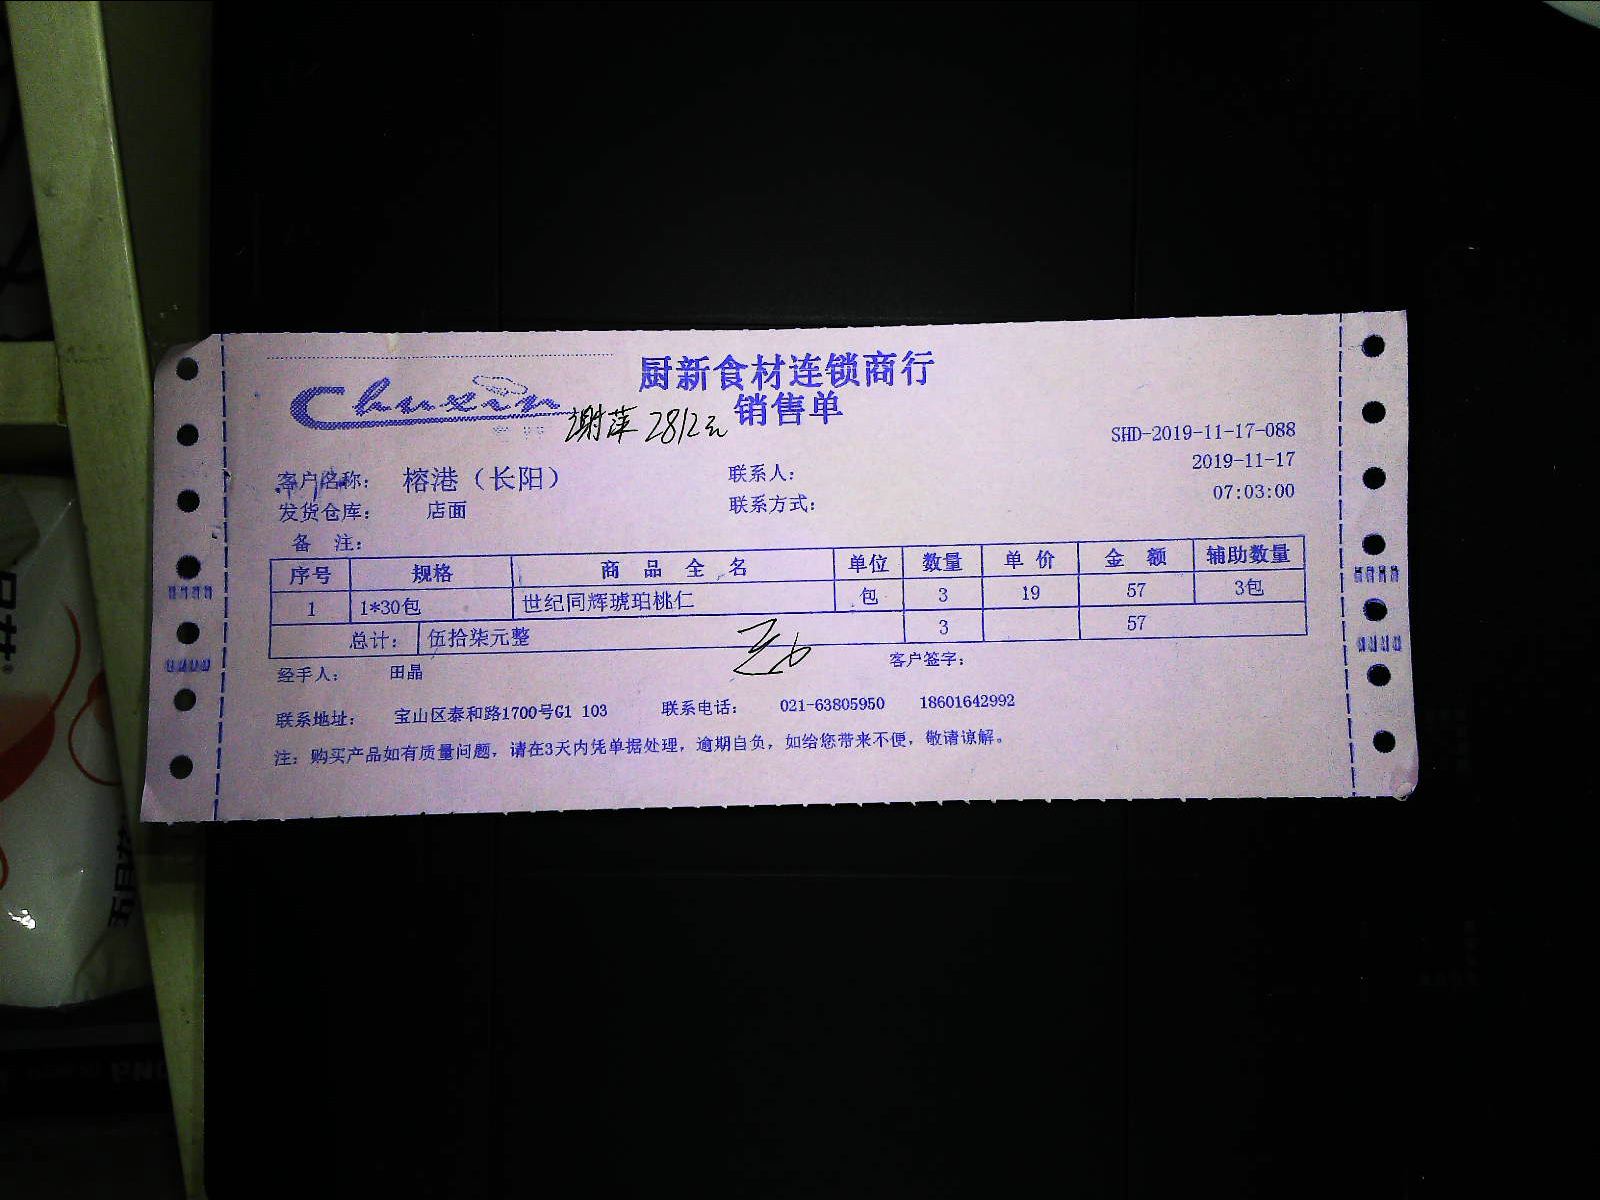 厨新食材连锁商行
Chuxin
销售单
谢萍 2812元
SHD-2019-11-17-088
客户名称： 榕港（长阳） 联系人： 2019-11-17
发货仓库： 店面 联系方式： 07:03:00
备 注：
序号 规格 商 品 全 名 单位 数量 单 价 金 额 辅助数量
1 1*30包 世纪同辉琥珀桃仁 包 3 19 57 3包
总计： 伍拾柒元整 3 57
经手人： 田晶 客户签字：
联系地址： 宝山区泰和路1700号G1 103 联系电话： 021-63805950 18601642992
注：购买产品如有质量问题，请在3天内凭单据处理，逾期自负，如给您带来不便，敬请谅解。